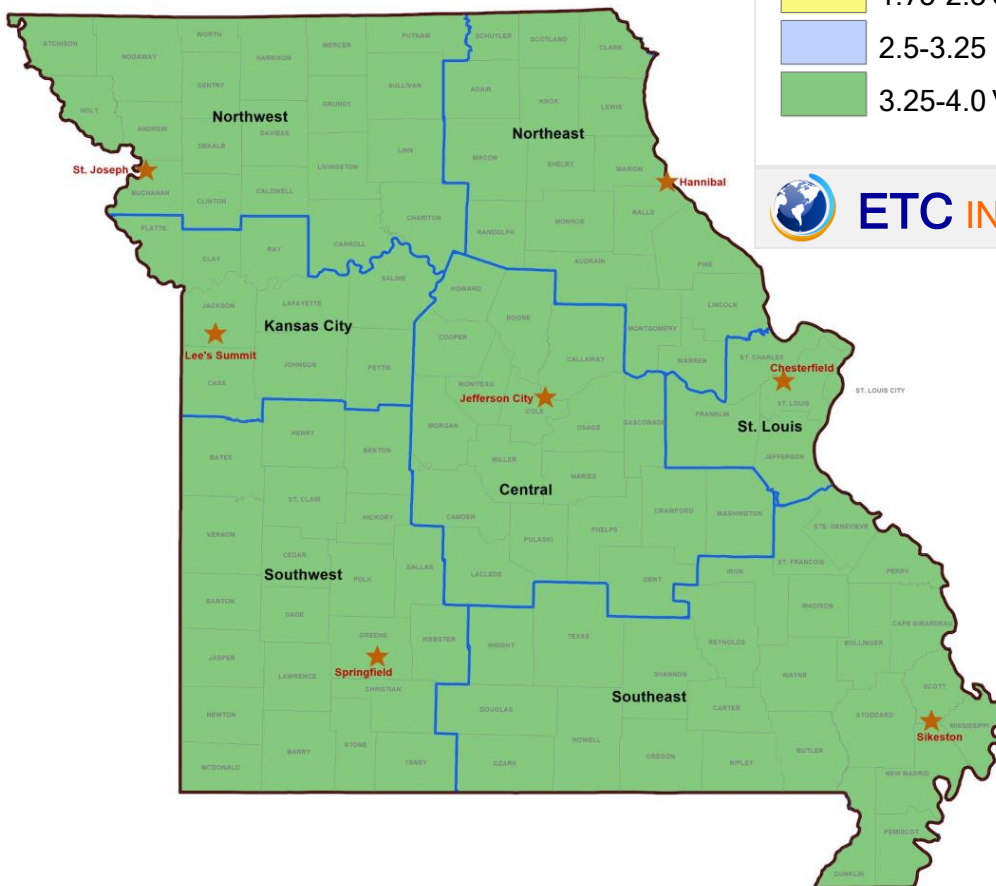 1.75-2.5
2.5-3.25
3.25-4.0 V
ETC IN
WORTH
PUTNAM
SCHUYLER
SCOTLAND
ATCHISON
MERCER
CLARK
NODAWAY
HARRISON
SULLIVAN
ADAIR
GENTRY
KNOX
LEWIS
HOLT
GRUNDY
Northwest
ANDREW
DAVIESS
Northeast
DEKALB
LINN
MACON
SHELBY
MARION
St. Joseph
LIVINGSTON
Hannibal
BUCHANAN
CLINTON
CALDWELL
CHARITON
RALLS
PLATTE
RANDOLPH
MONROE
CLAY
RAY
CARROLL
AUDRAIN
PIKE
SALINE
HOWARD
JACKSON
LAFAYETTE
LINCOLN
BOONE
Kansas City
MONTGOMERY
COOPER
Lee's Summit
CALLAWAY
WARREN
ST. CHARLES
JOHNSON
PETTIS
Chesterfield
CASS
MONITEAU
ST. LOUIS CITY
Jefferson City
COLE
ST. LOUIS
FRANKLIN
MORGAN
OSAGE
GASCONADE
St. Louis
HENRY
BENTON
BATES
MILLER
JEFFERSON
MARIES
Central
ST. CLAIR
CAMDEN
CRAWFORD
WASHINGTON
HICKORY
STE. GENEVIEVE
VERNON
PHELPS
PULASKI
CEDAR
ST. FRANCOIS
DALLAS
Southwest
POLK
LACLEDE
DENT
IRON
PERRY
BARTON
MADISON
DADE
CAPE GIRARDEAU
GREENE
WEBSTER
WRIGHT
TEXAS
REYNOLDS
BOLLINGER
JASPER
Springfield
LAWRENCE
SHANNON
WAYNE
CHRISTIAN
Southeast
SCOTT
NEWTON
DOUGLAS
CARTER
STODDARD
MISSISSIPPI
Sikeston
STONE
HOWELL
BARRY
OREGON
BUTLER
MCDONALD
TANEY
OZARK
RIPLEY
NEW MADRID
PEMISCOT
DUNKLIN